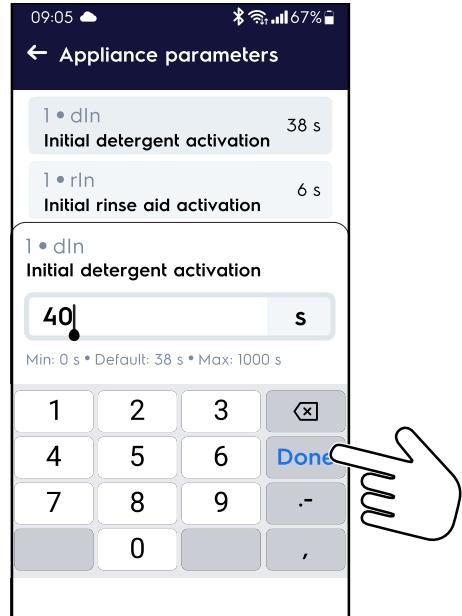 09:05 67%
← Appliance parameters
1 • dIn
Initial detergent activation
38 s
1 • rIn
Initial rinse aid activation
6 s
1 • dIn
Initial detergent activation
40 s
Min: 0 s • Default: 38 s • Max: 1000 s
1 2 3
4 5 6 Done
7 8 9 .-
0 ,